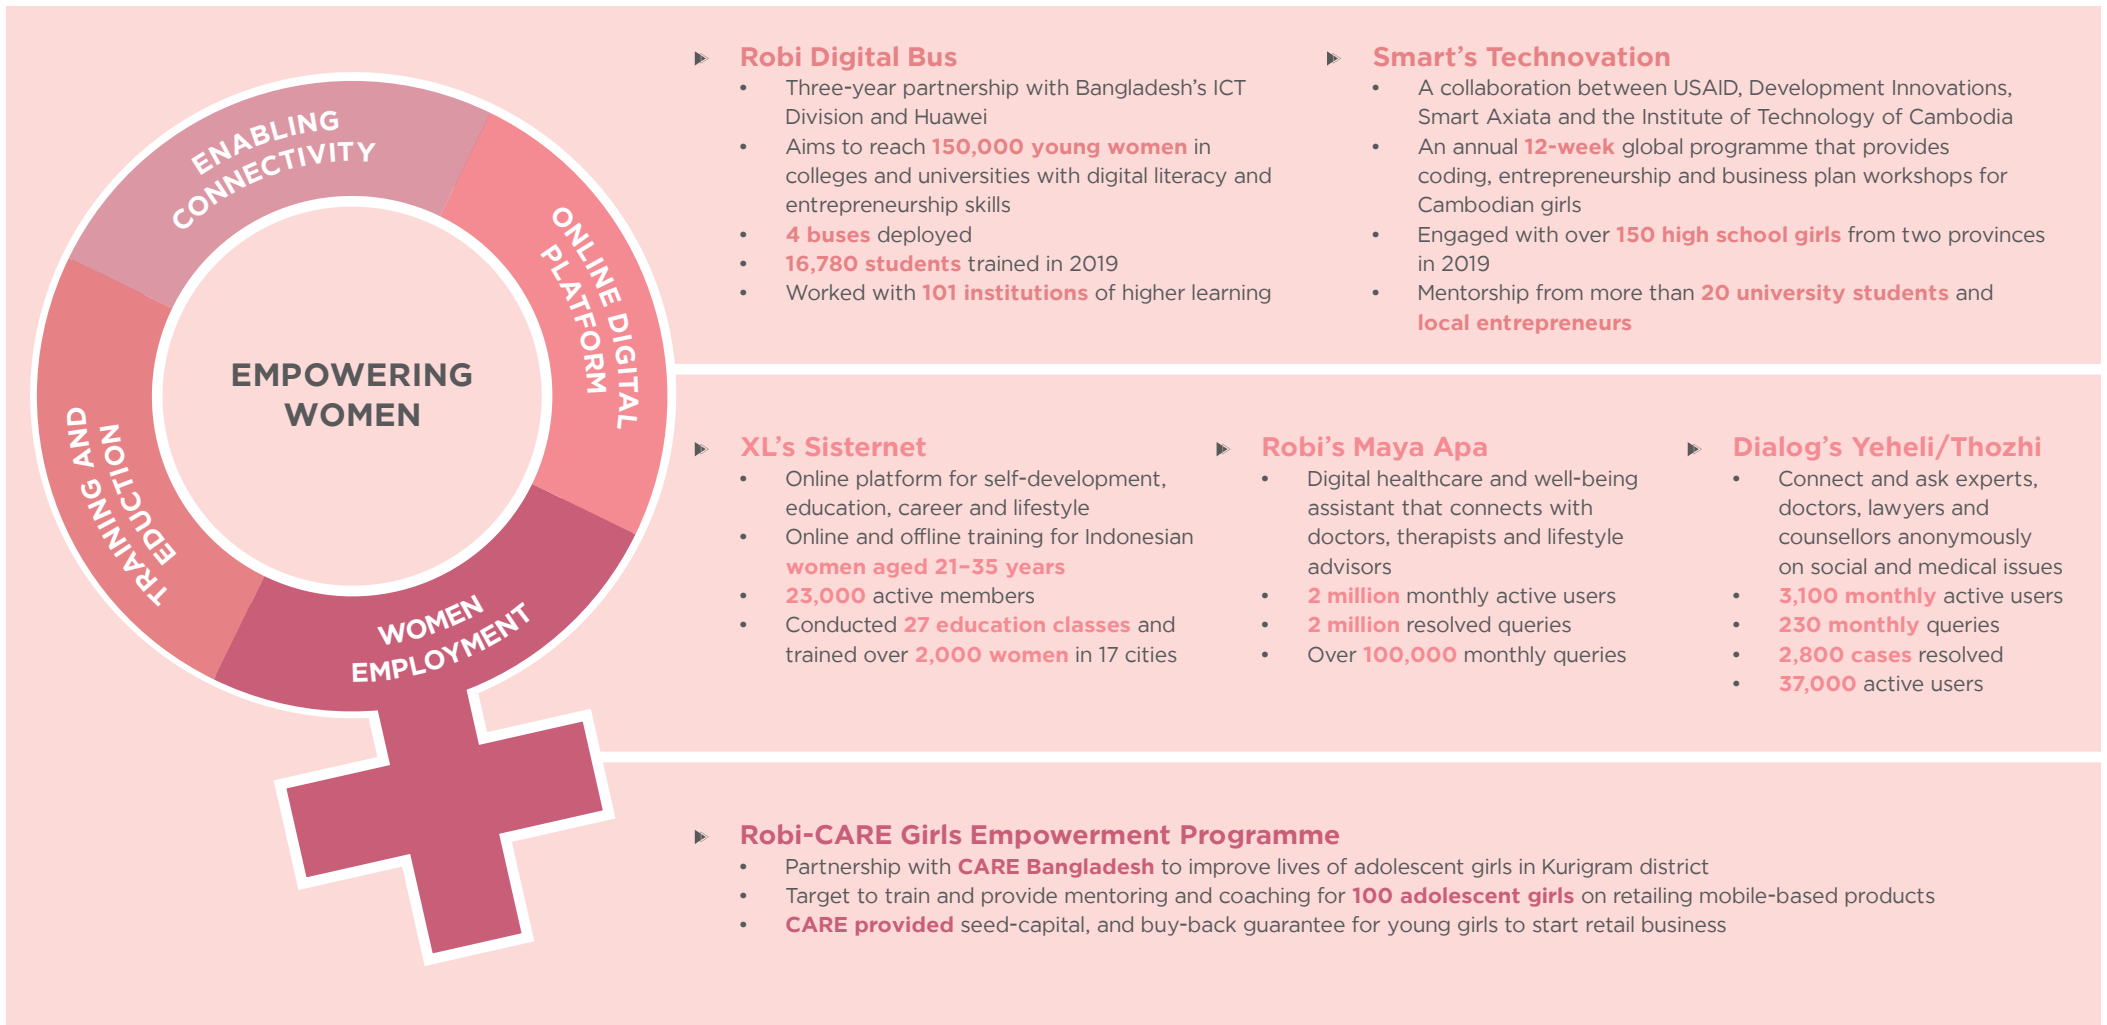 ENABLING
CONNECTIVITY
ONLINE DIGITAL
PLATFORM
TRAINING AND
EDUCTION
WOMEN
EMPLOYMENT
EMPOWERING
WOMEN
Robi Digital Bus
• Three-year partnership with Bangladesh’s ICT
Division and Huawei
• Aims to reach 150,000 young women in
colleges and universities with digital literacy and
entrepreneurship skills
• 4 buses deployed
• 16,780 students trained in 2019
• Worked with 101 institutions of higher learning
Smart’s Technovation
• A collaboration between USAID, Development Innovations,
Smart Axiata and the Institute of Technology of Cambodia
• An annual 12-week global programme that provides
coding, entrepreneurship and business plan workshops for
Cambodian girls
• Engaged with over 150 high school girls from two provinces
in 2019
• Mentorship from more than 20 university students and
local entrepreneurs
XL’s Sisternet
• Online platform for self-development,
education, career and lifestyle
• Online and offline training for Indonesian
women aged 21–35 years
• 23,000 active members
• Conducted 27 education classes and
trained over 2,000 women in 17 cities
Robi’s Maya Apa
• Digital healthcare and well-being
assistant that connects with
doctors, therapists and lifestyle
advisors
• 2 million monthly active users
• 2 million resolved queries
• Over 100,000 monthly queries
Dialog’s Yeheli/Thozhi
• Connect and ask experts,
doctors, lawyers and
counsellors anonymously
on social and medical issues
• 3,100 monthly active users
• 230 monthly queries
• 2,800 cases resolved
• 37,000 active users
Robi-CARE Girls Empowerment Programme
• Partnership with CARE Bangladesh to improve lives of adolescent girls in Kurigram district
• Target to train and provide mentoring and coaching for 100 adolescent girls on retailing mobile-based products
• CARE provided seed-capital, and buy-back guarantee for young girls to start retail business